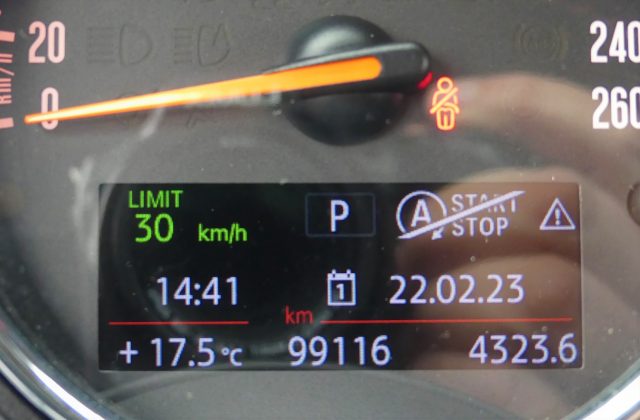 20 240
km/h
0 260
LIMIT
30 km/h
P
A START STOP
14:41 1 22.02.23
km
+ 17.5°C 99116 4323.6